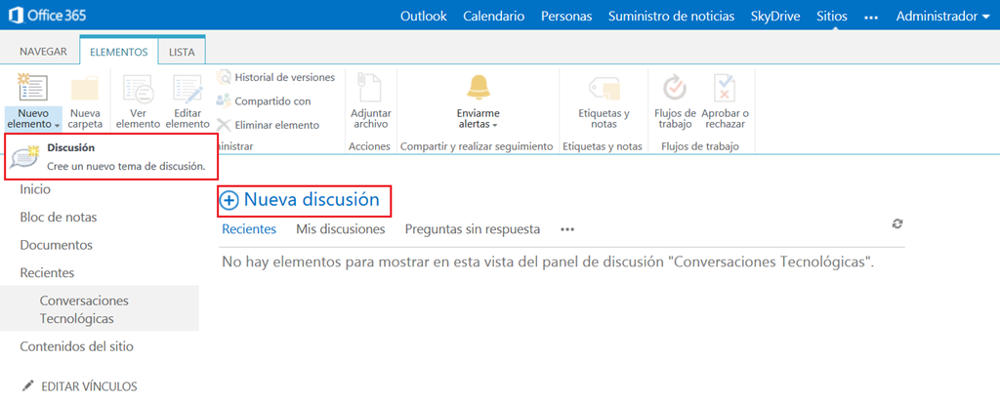 Office 365
Outlook Calendario Personas Suministro de noticias SkyDrive Sitios ••• Administrador
NAVEGAR ELEMENTOS LISTA
Nuevo elemento
Nueva carpeta
Ver elemento
Editar elemento
Historial de versiones
Compartido con
Eliminar elemento
Adjuntar archivo
Enviarme alertas
Etiquetas y notas
Flujos de trabajo
Aprobar o rechazar
inistrar Acciones Compartir y realizar seguimiento Etiquetas y notas Flujos de trabajo
Discusión
Cree un nuevo tema de discusión.
Inicio
Bloc de notas
Documentos
Recientes
Conversaciones
Tecnológicas
Contenidos del sitio
EDITAR VÍNCULOS
Nueva discusión
Recientes Mis discusiones Preguntas sin respuesta •••
No hay elementos para mostrar en esta vista del panel de discusión "Conversaciones Tecnológicas".